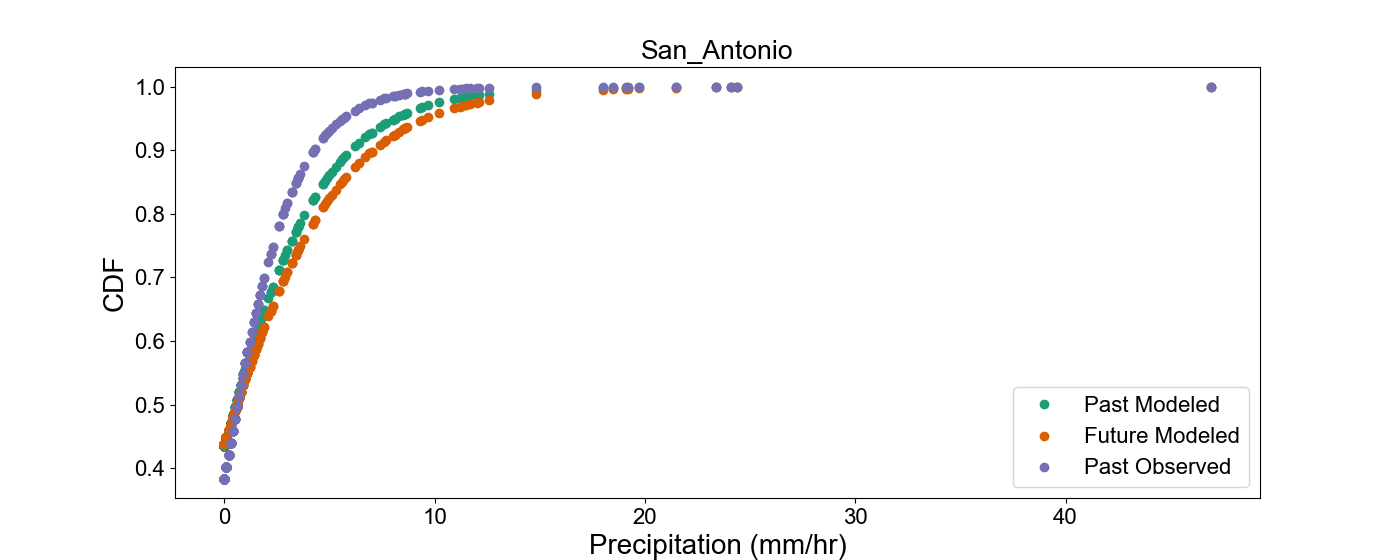 San_Antonio
CDF
1.0
0.9
0.8
0.7
0.6
0.5
0.4
Past Modeled
Future Modeled
Past Observed
0 10 20 30 40
Precipitation (mm/hr)